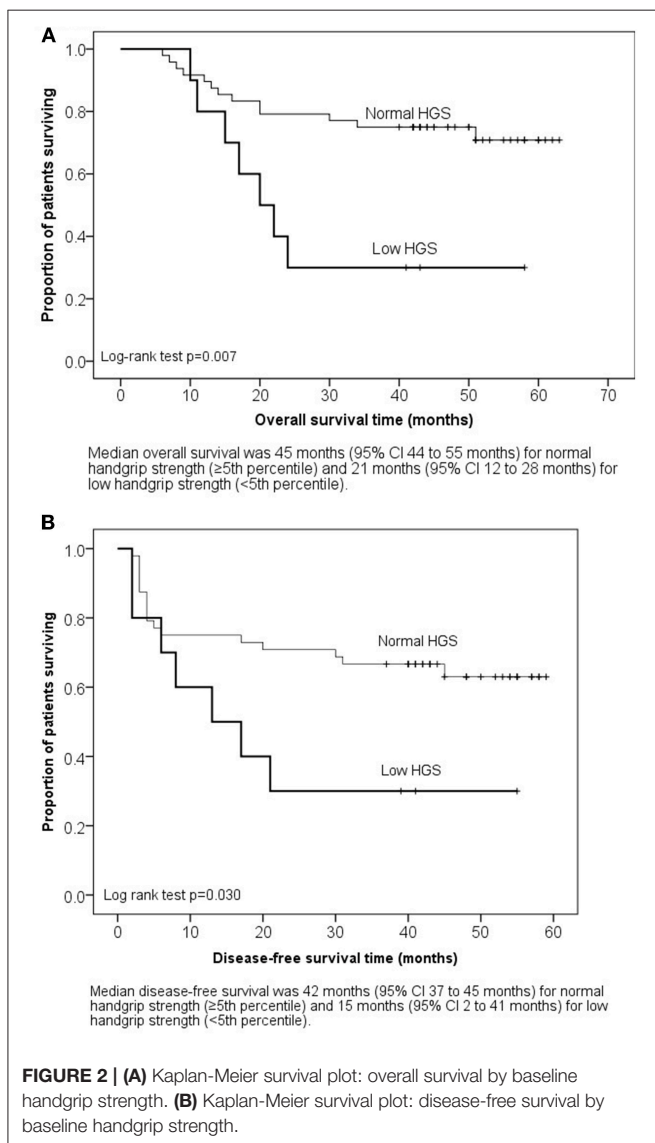 A
Proportion of patients surviving
1.0
0.8
0.6
0.4
0.2
0.0
Normal HGS
Low HGS
Log-rank test p=0.007
0 10 20 30 40 50 60 70
Overall survival time (months)
Median overall survival was 45 months (95% CI 44 to 55 months) for normal
handgrip strength (≥5th percentile) and 21 months (95% CI 12 to 28 months) for
low handgrip strength (<5th percentile).
B
Proportion of patients surviving
1.0
0.8
0.6
0.4
0.2
0.0
Normal HGS
Low HGS
Log rank test p=0.030
0 10 20 30 40 50 60
Disease-free survival time (months)
Median disease-free survival was 42 months (95% CI 37 to 45 months) for normal
handgrip strength (≥5th percentile) and 15 months (95% CI 2 to 41 months) for low
handgrip strength (<5th percentile).
FIGURE 2 | (A) Kaplan-Meier survival plot: overall survival by baseline
handgrip strength. (B) Kaplan-Meier survival plot: disease-free survival by
baseline handgrip strength.